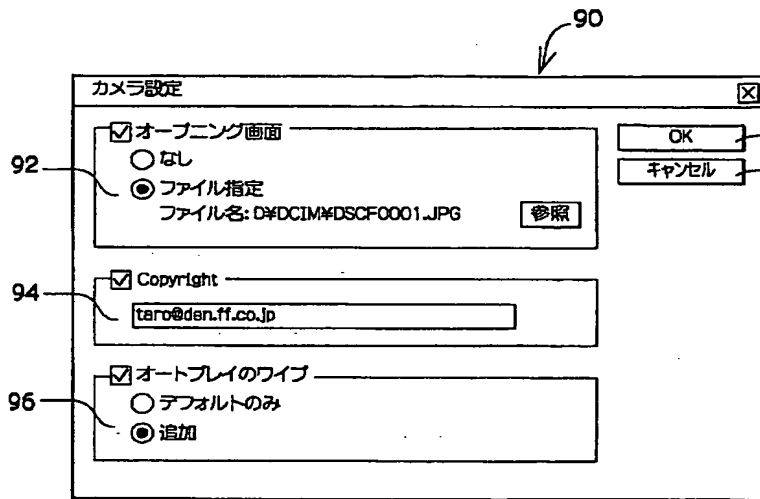 90
カメラ設定
オープニング画面
OK
なし
キャンセル
92
ファイル指定
ファイル名:D¥DCIM¥DSCF0001.JPG
参照
Copyright
94
taro@den.ff.co.jp
オートプレイのワイプ
96
デフォルトのみ
追加